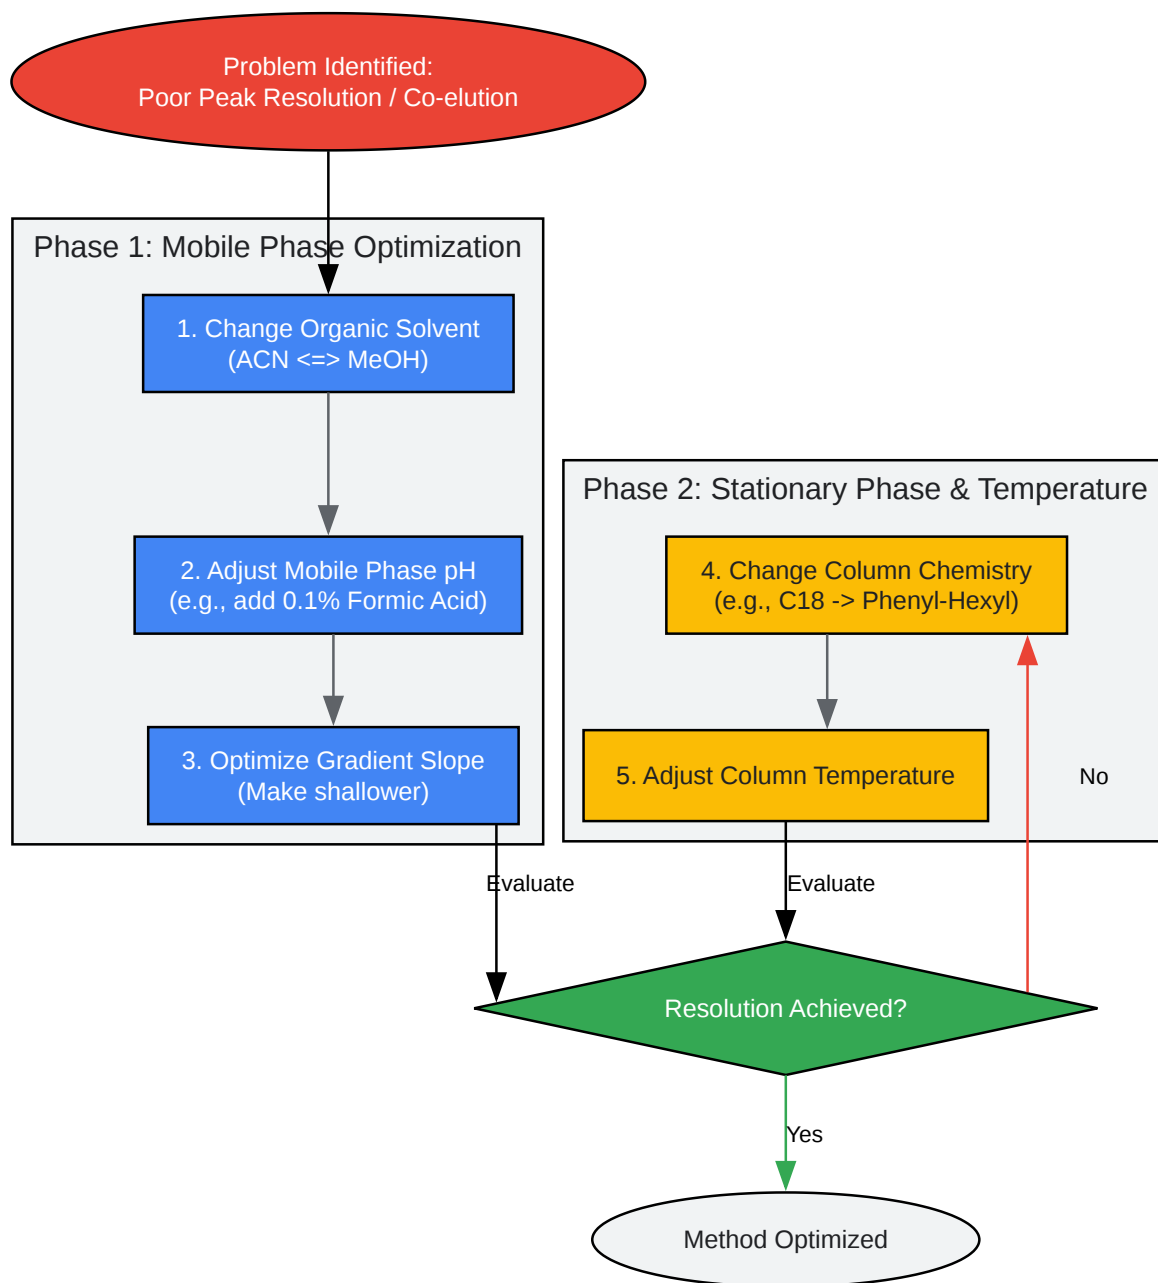 Problem Identified:
Poor Peak Resolution / Co-elution
Phase 1: Mobile Phase Optimization
1. Change Organic Solvent
(ACN <=> MeOH)
2. Adjust Mobile Phase pH
(e.g., add 0.1% Formic Acid)
3. Optimize Gradient Slope
(Make shallower)
Evaluate
Phase 2: Stationary Phase & Temperature
4. Change Column Chemistry
(e.g., C18 -> Phenyl-Hexyl)
5. Adjust Column Temperature
No
Evaluate
Resolution Achieved?
Yes
Method Optimized